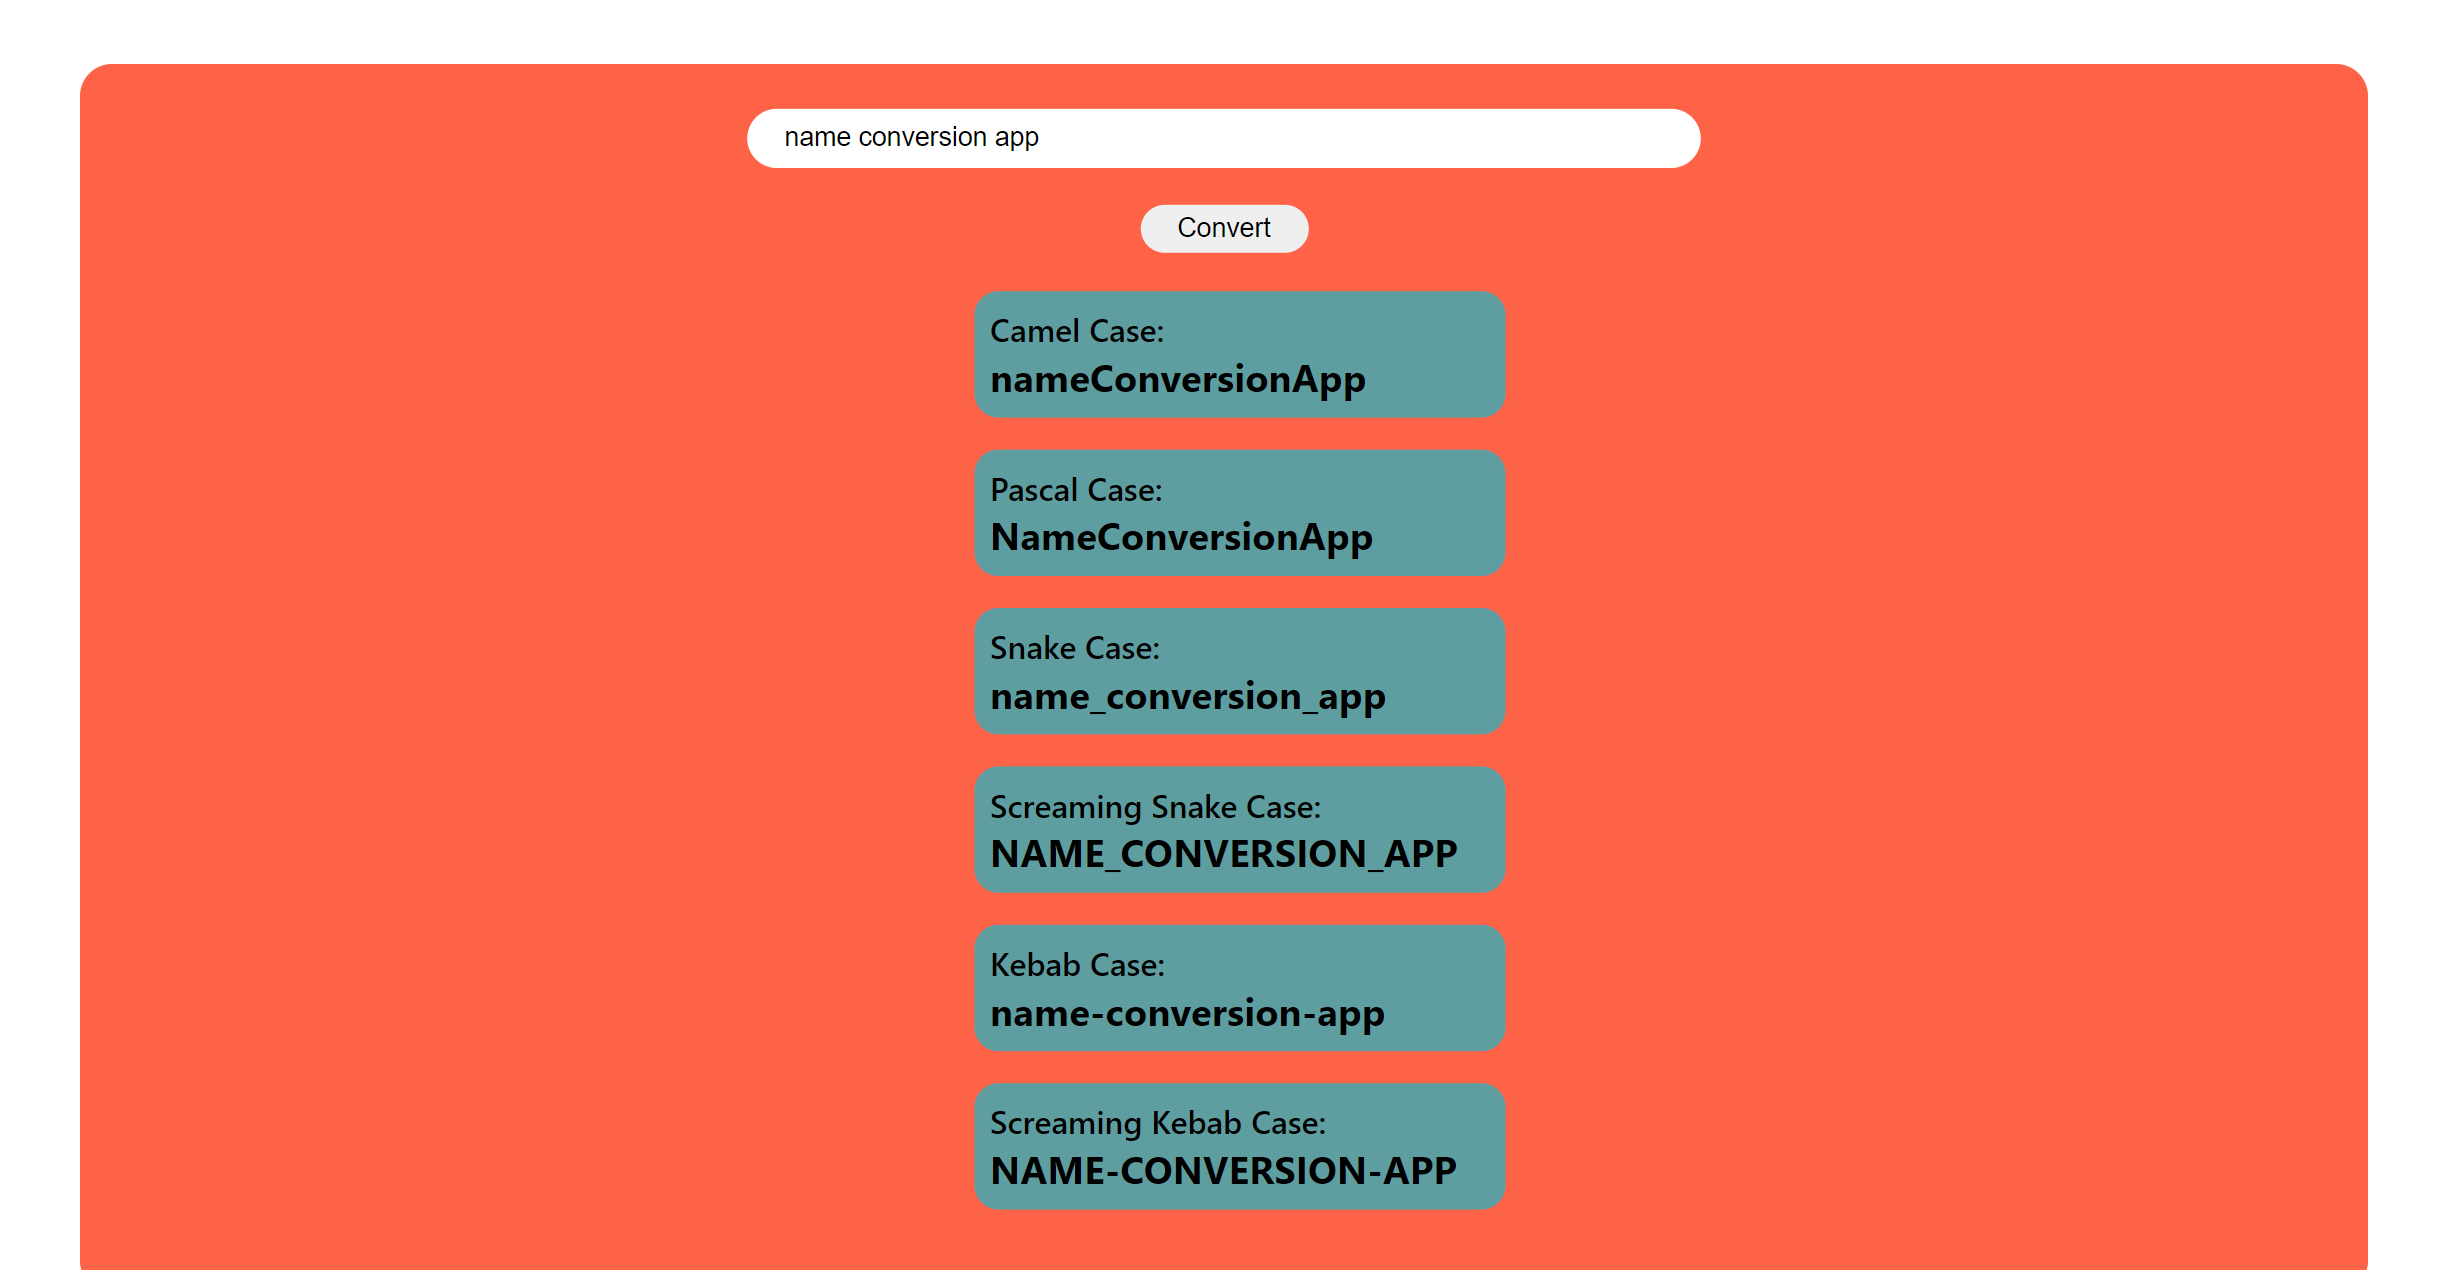 name conversion app
Convert
Camel Case:
nameConversionApp
Pascal Case:
NameConversionApp
Snake Case:
name_conversion_app
Screaming Snake Case:
NAME_CONVERSION_APP
Kebab Case:
name-conversion-app
Screaming Kebab Case:
NAME-CONVERSION-APP